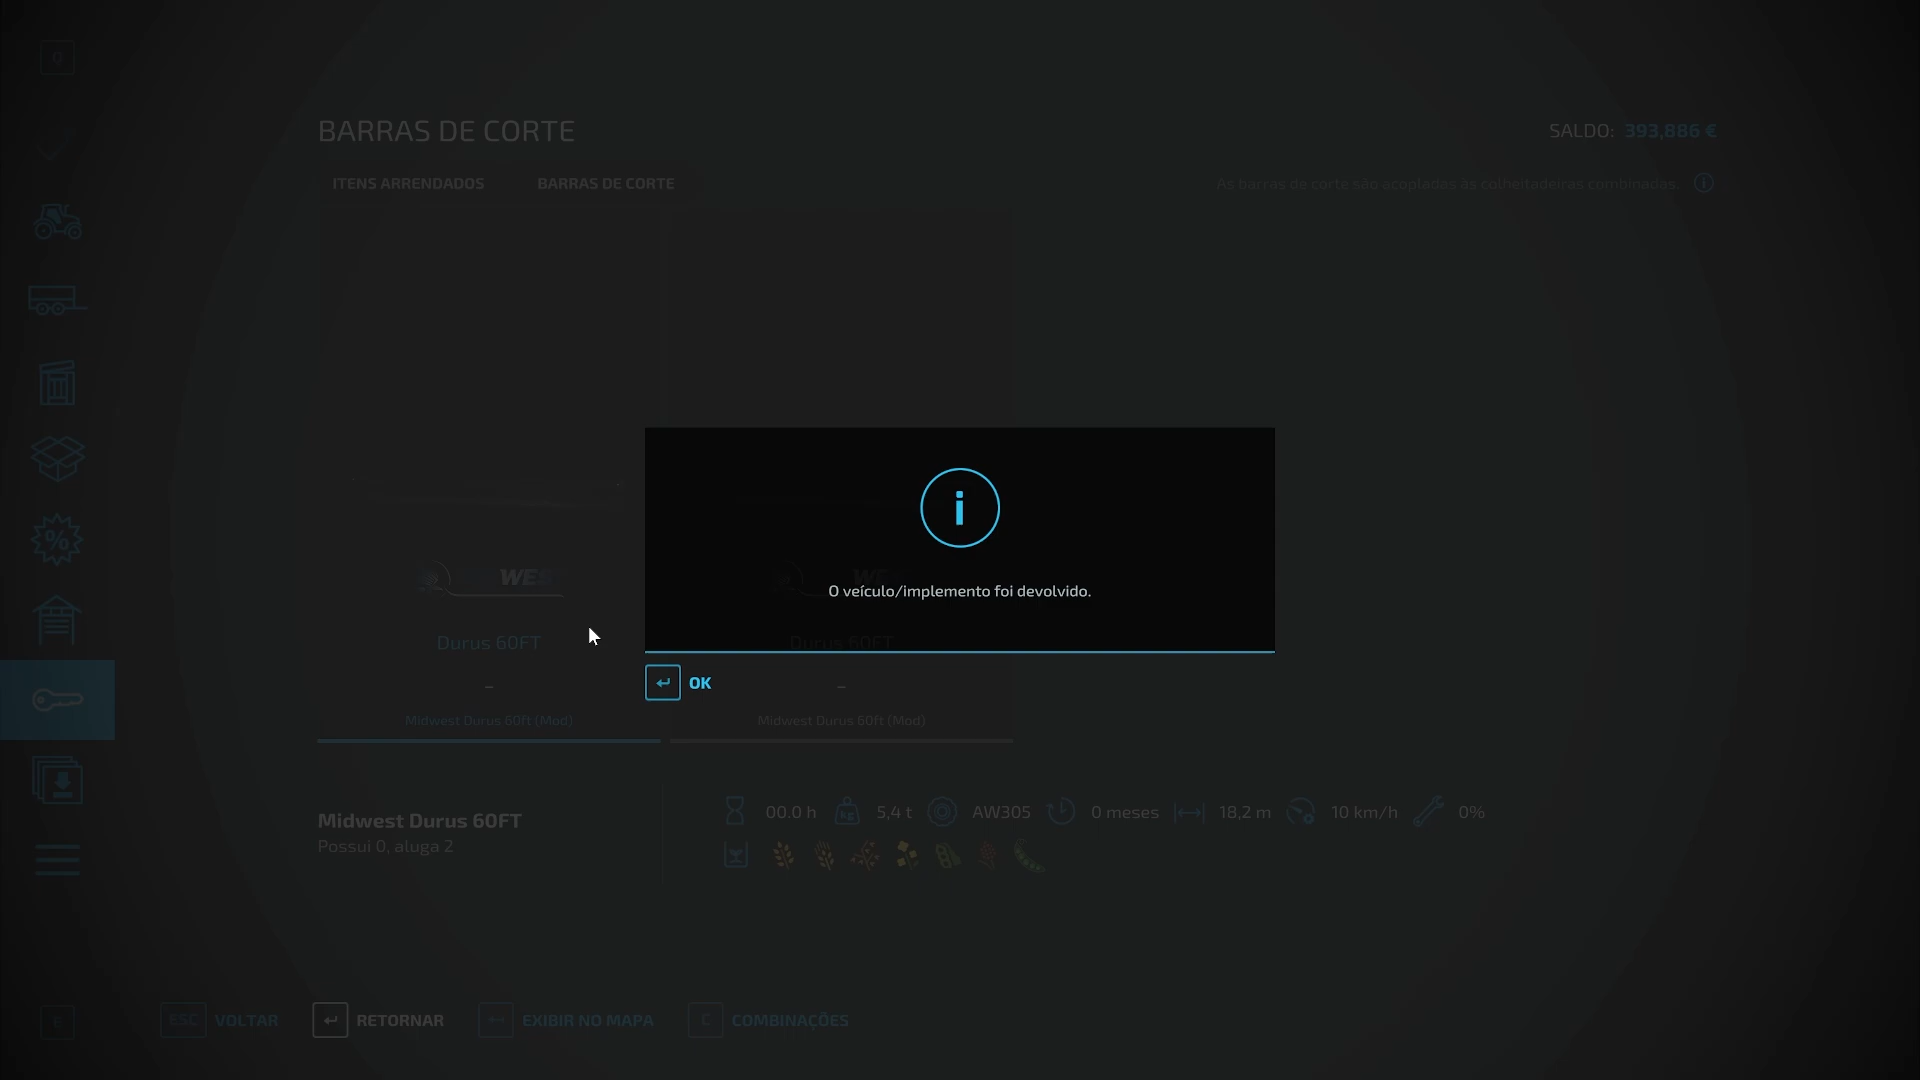 Q
BARRAS DE CORTE
SALDO: 393,886 €
ITENS ARRENDADOS
BARRAS DE CORTE
As barras de corte são acopladas às colheitadeiras combinadas.
%
i
O veículo/implemento foi devolvido.
Durus 60FT
Durus 60FT
–
–
OK
Midwest Durus 60ft (Mod)
Midwest Durus 60ft (Mod)
Midwest Durus 60FT
Possui 0, aluga 2
00.0 h
5,4 t
AW305
0 meses
18,2 m
10 km/h
0%
E
ESC VOLTAR
RETORNAR
EXIBIR NO MAPA
C COMBINAÇÕES